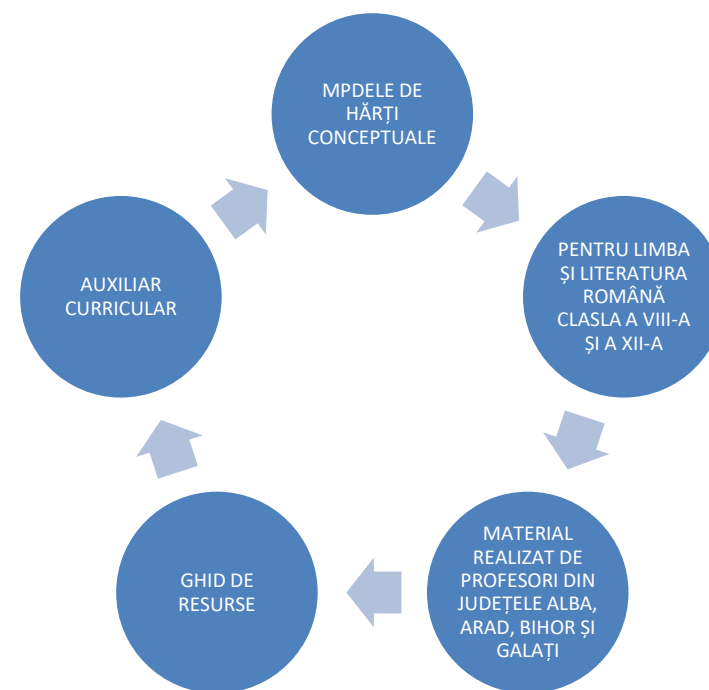 MPDELE DE
HĂRȚI
CONCEPTUALE
PENTRU LIMBA
ȘI LITERATURA
ROMÂNĂ
CLASLA A VIII-A
ȘI A XII-A
MATERIAL
REALIZAT DE
PROFESORI DIN
JUDEȚELE ALBA,
ARAD, BIHOR ȘI
GALAȚI
GHID DE
RESURSE
AUXILIAR
CURRICULAR